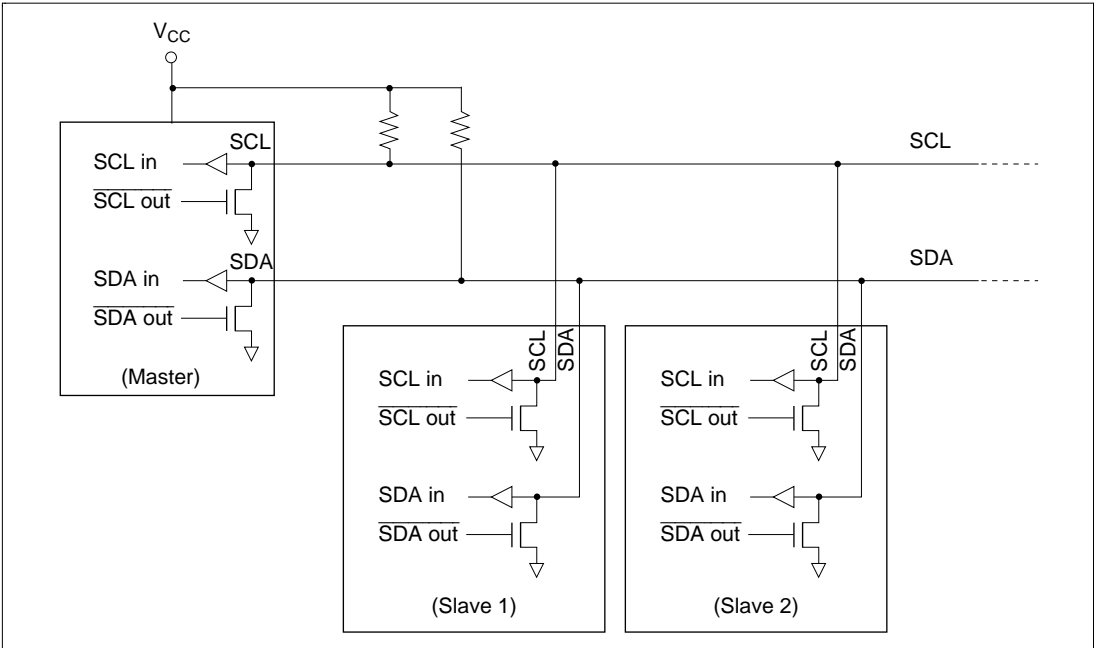 VCC
SCL
SCL in
SCL out
SDA
SDA in
SDA out
(Master)
SCL
SDA
SCL
SDA
SCL in
SCL out
SDA in
SDA out
(Slave 1)
SCL
SDA
SCL in
SCL out
SDA in
SDA out
(Slave 2)